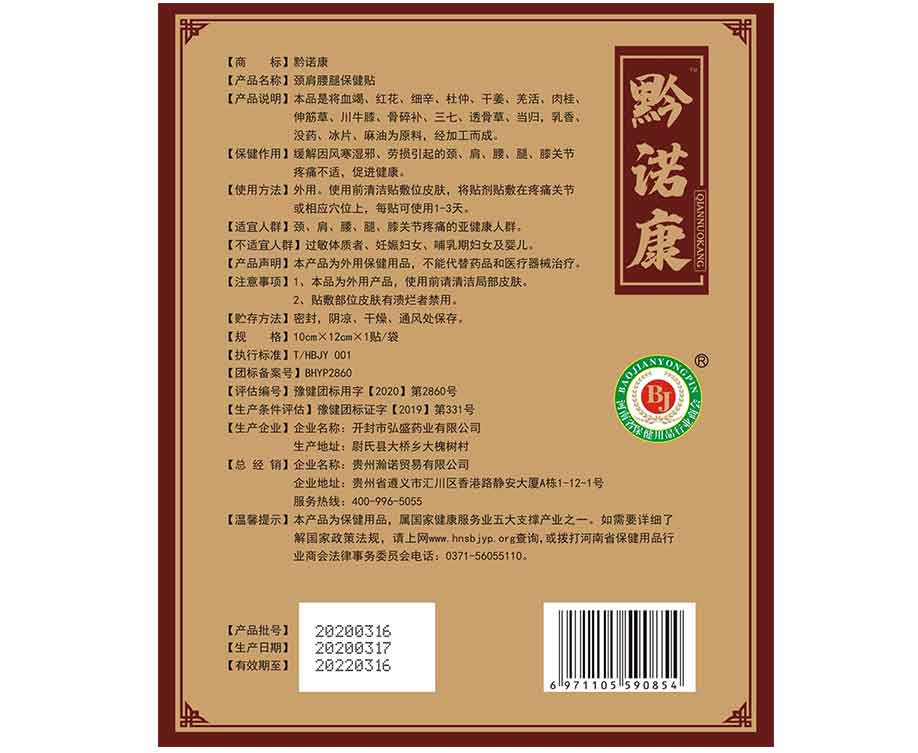 【商　　标】黔诺康
【产品名称】颈肩腰腿保健贴
【产品说明】本品是将血竭、红花、细辛、杜仲、干姜、羌活、肉桂、
伸筋草、川牛膝、骨碎补、三七、透骨草、当归，乳香、
没药、冰片、麻油为原料，经加工而成。
【保健作用】缓解因风寒湿邪、劳损引起的颈、肩、腰、腿、膝关节
疼痛不适，促进健康。
【使用方法】外用。使用前清洁贴敷位皮肤，将贴剂贴敷在疼痛关节
或相应穴位上，每贴可使用1-3天。
【适宜人群】颈、肩、腰、腿、膝关节疼痛的亚健康人群。
【不适宜人群】过敏体质者、妊娠妇女、哺乳期妇女及婴儿。
【产品声明】本产品为外用保健用品，不能代替药品和医疗器械治疗。
【注意事项】1、本品为外用产品，使用前请清洁局部皮肤。
2、贴敷部位皮肤有溃烂者禁用。
【贮存方法】密封，阴凉、干燥、通风处保存。
【规　　格】10cm×12cm×1贴/袋
【执行标准】T/HBJY 001
【团标备案号】BHYP2860
【评估编号】豫健团标用字【2020】第2860号
【生产条件评估】豫健团标证字【2019】第331号
【生产企业】企业名称：开封市弘盛药业有限公司
生产地址：尉氏县大桥乡大槐树村
【总 经 销】企业名称：贵州瀚诺贸易有限公司
企业地址：贵州省遵义市汇川区香港路静安大厦A栋1-12-1号
服务热线：400-996-5055
【温馨提示】本产品为保健用品，属国家健康服务业五大支撑产业之一。如需要详细了
解国家政策法规，请上网www.hnsbjyp.org查询,或拨打河南省保健用品行
业商会法律事务委员会电话：0371-56055110。
【产品批号】20200316
【生产日期】20200317
【有效期至】20220316
黔诺康
TM
QIANNUOKANG
BAOJIANYONGPIN
BJ
河南省保健用品行业商会
®
6 971105 590854